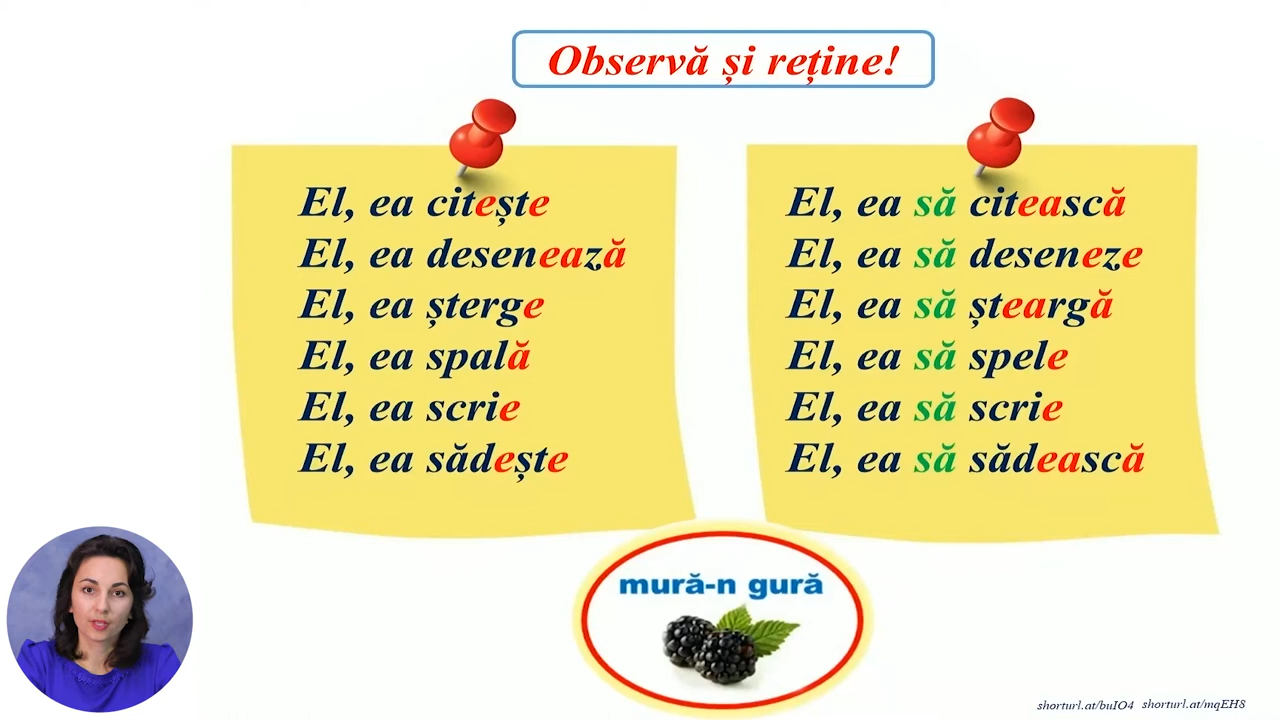 Observă și reține!
El, ea citește
El, ea desenează
El, ea șterge
El, ea spală
El, ea scrie
El, ea sădește
El, ea să citească
El, ea să deseneze
El, ea să șteargă
El, ea să spele
El, ea să scrie
El, ea să sădească
mură-n gură
shorturl.at/buIO4 shorturl.at/mqEH8